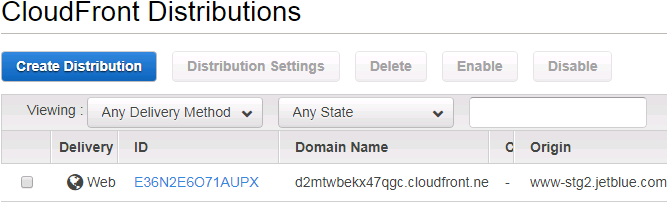 CloudFront Distributions
Create Distribution Distribution Settings Delete Enable Disable
Viewing : Any Delivery Method Any State
Delivery ID Domain Name C Origin
Web E36N2E6O71AUPX d2mtwbekx47qgc.cloudfront.ne - www-stg2.jetblue.com